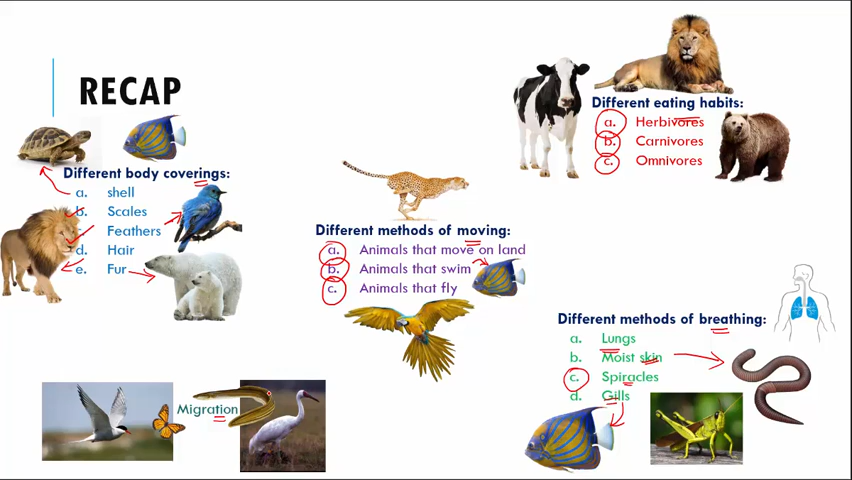 RECAP
Different body coverings:
a. shell
b. Scales
c. Feathers
d. Hair
e. Fur
Different methods of moving:
a. Animals that move on land
b. Animals that swim
c. Animals that fly
Different eating habits:
a. Herbivores
b. Carnivores
c. Omnivores
Different methods of breathing:
a. Lungs
b. Moist skin
c. Spiracles
d. Gills
Migration